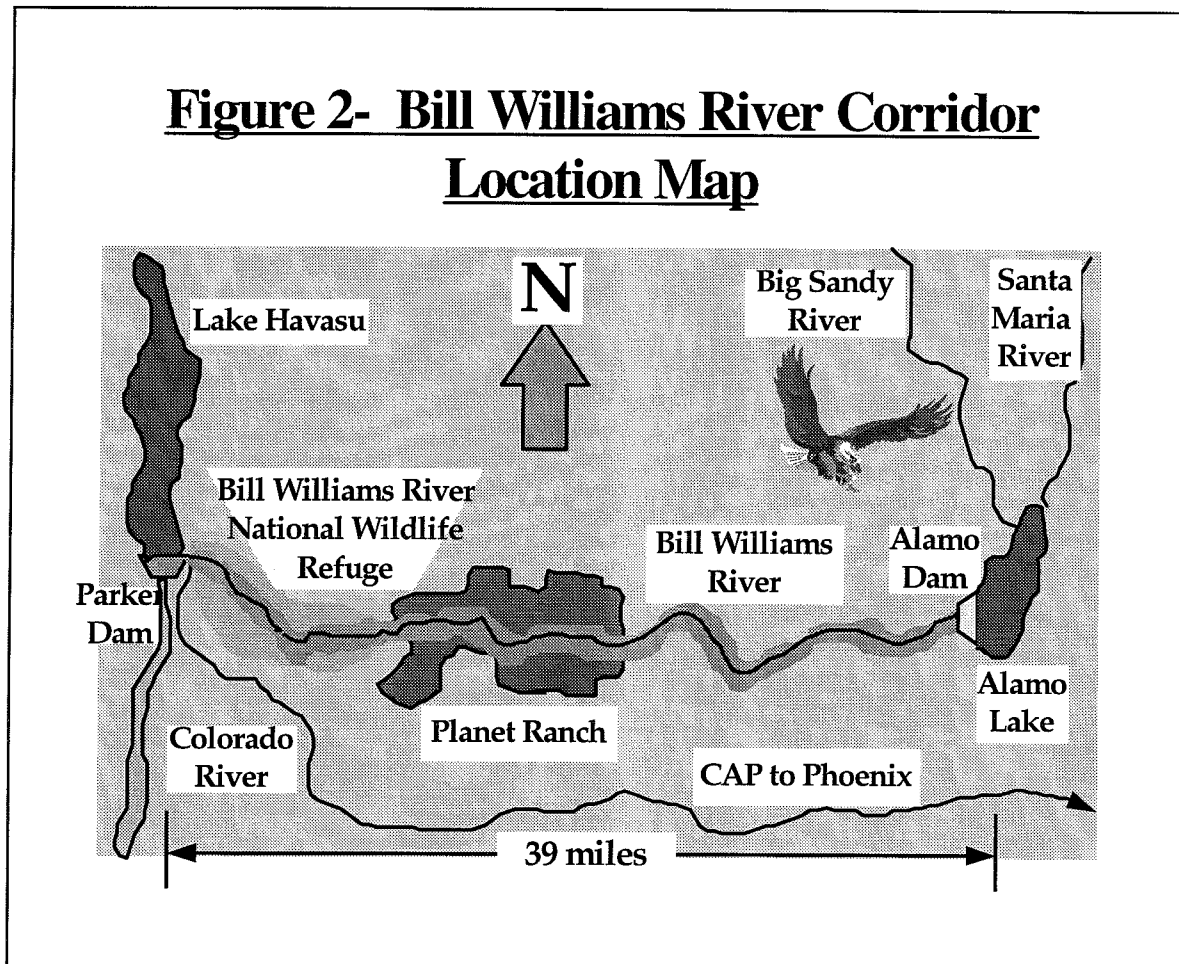 Figure 2- Bill Williams River Corridor
Location Map
N
Lake Havasu
Big Sandy
River
Santa
Maria
River
Bill Williams River
National Wildlife
Refuge
Bill Williams
River
Alamo
Dam
Parker
Dam
Planet Ranch
Alamo
Lake
Colorado
River
CAP to Phoenix
39 miles